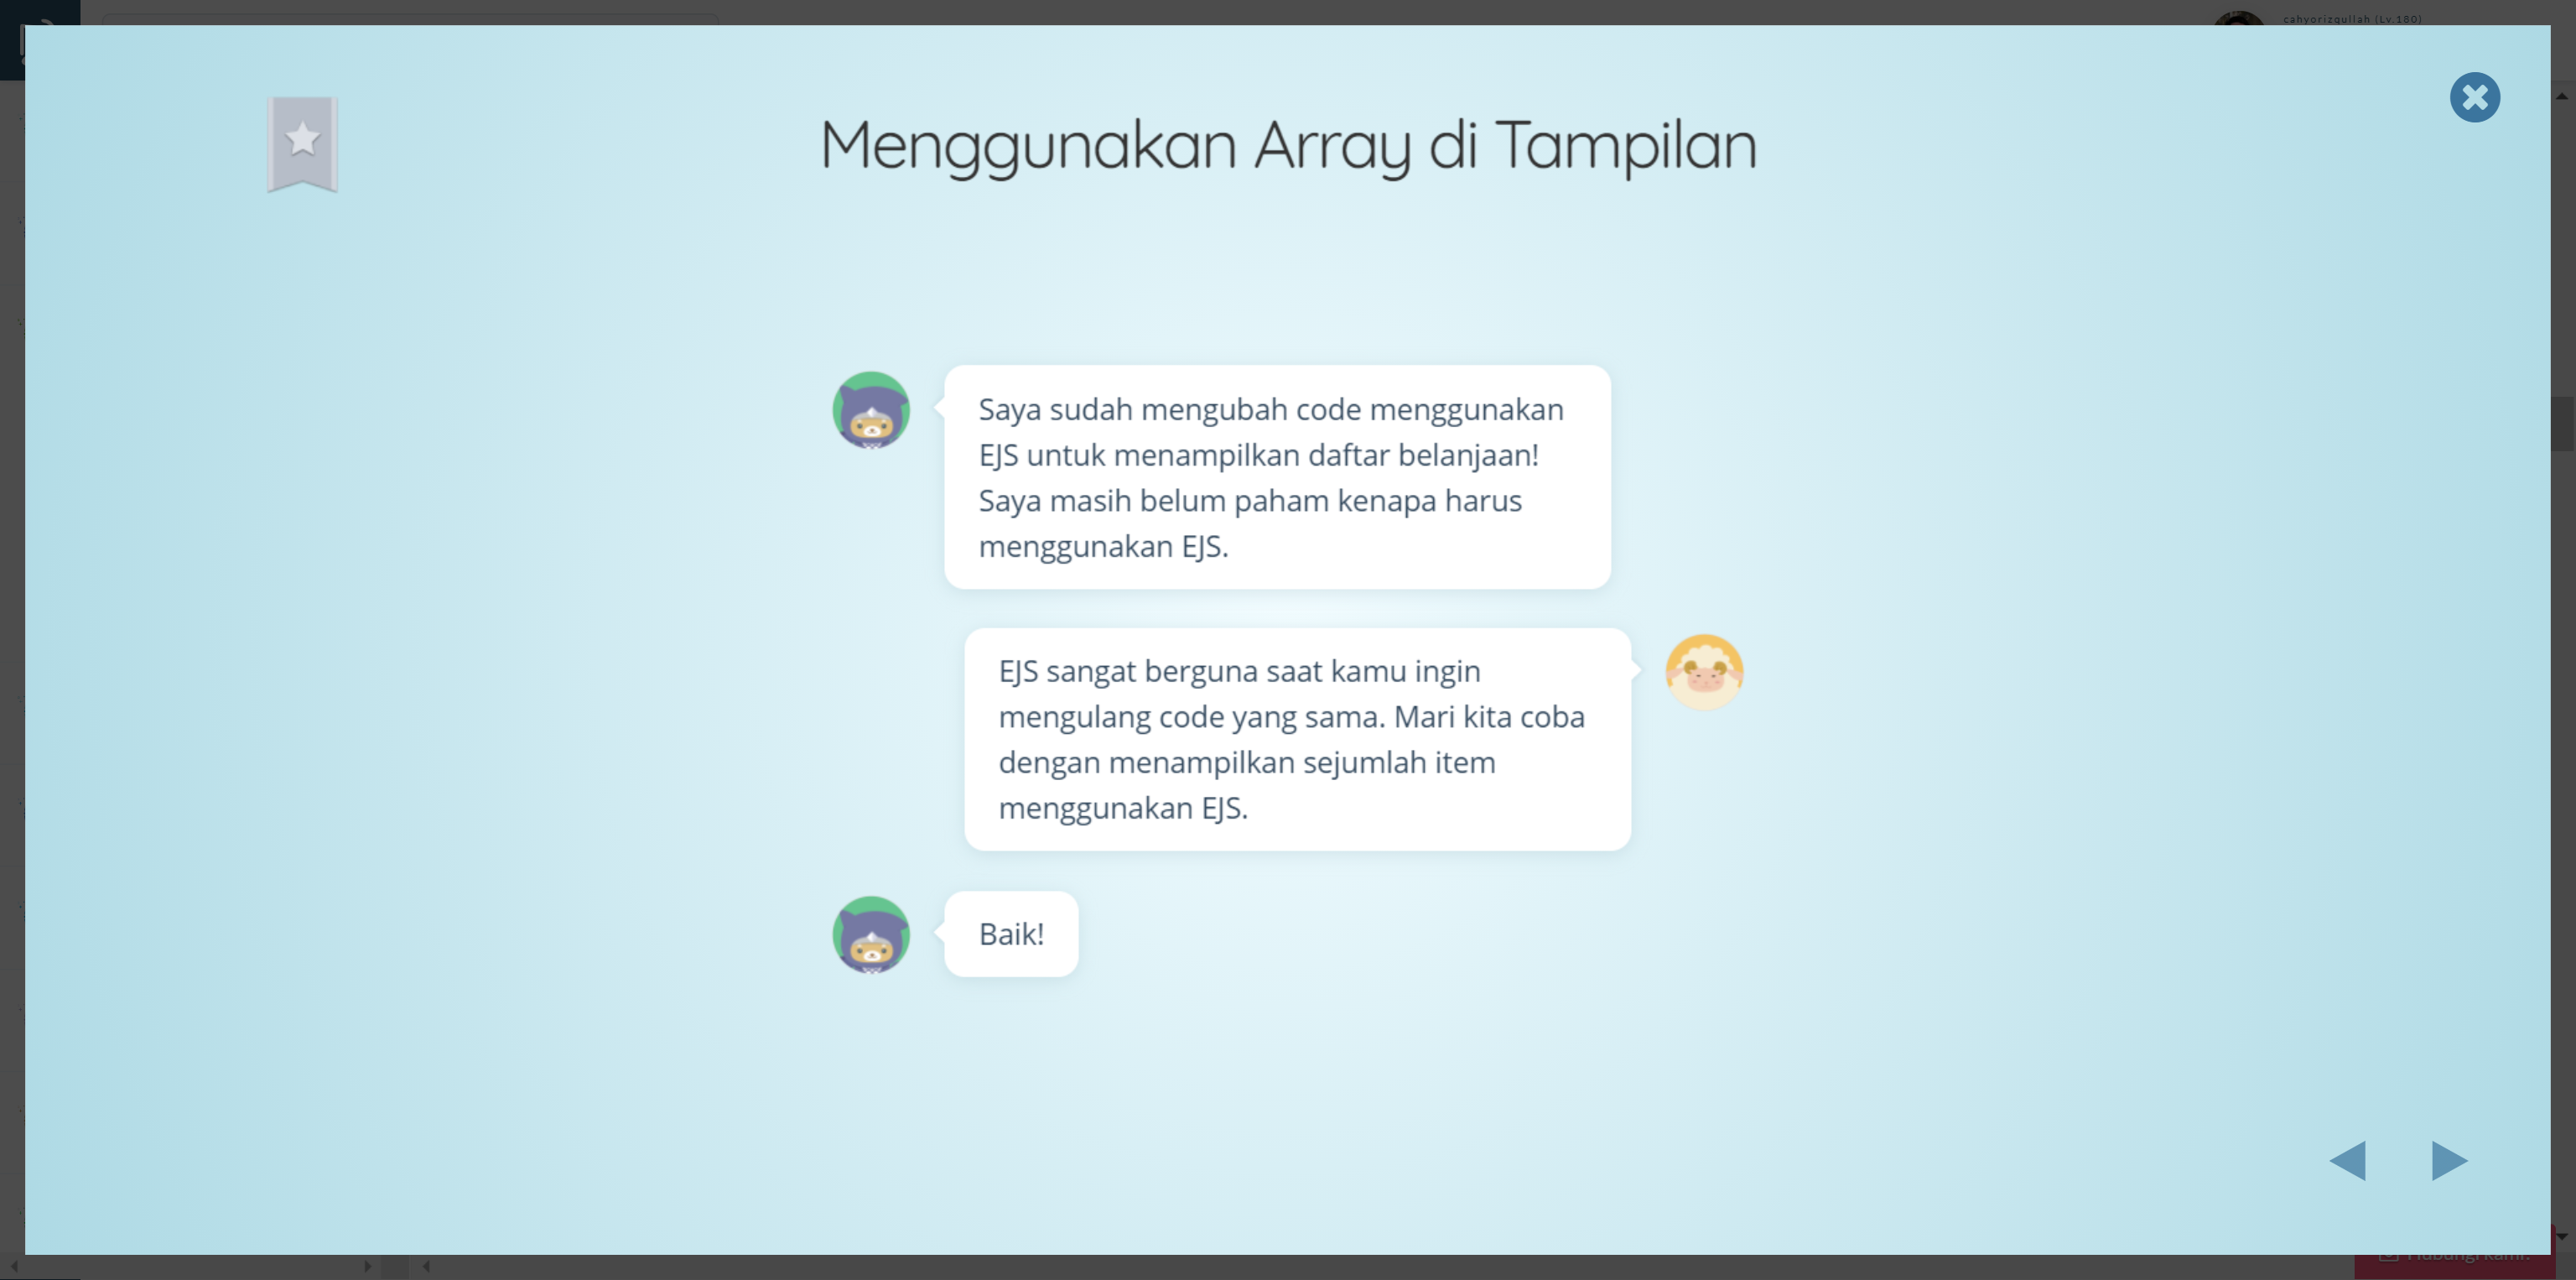 cahyorizqullah (Lv.180)
Menggunakan Array di Tampilan
Saya sudah mengubah code menggunakan
EJS untuk menampilkan daftar belanjaan!
Saya masih belum paham kenapa harus
menggunakan EJS.
EJS sangat berguna saat kamu ingin
mengulang code yang sama. Mari kita coba
dengan menampilkan sejumlah item
menggunakan EJS.
Baik!
Hubungi kami!